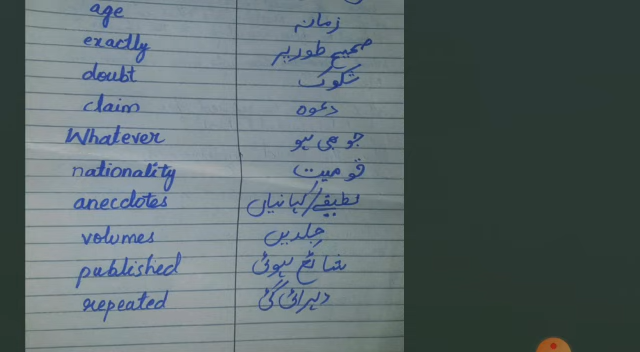 age زمانہ
exactly صحیح طور پر
doubt شکوک
claim دعوہ
Whatever جو بھی ہو
nationality قومیت
anecdotes لطیفے/کہانیاں
volumes جلدیں
published شائع ہوئی
repeated دہرائی گئی